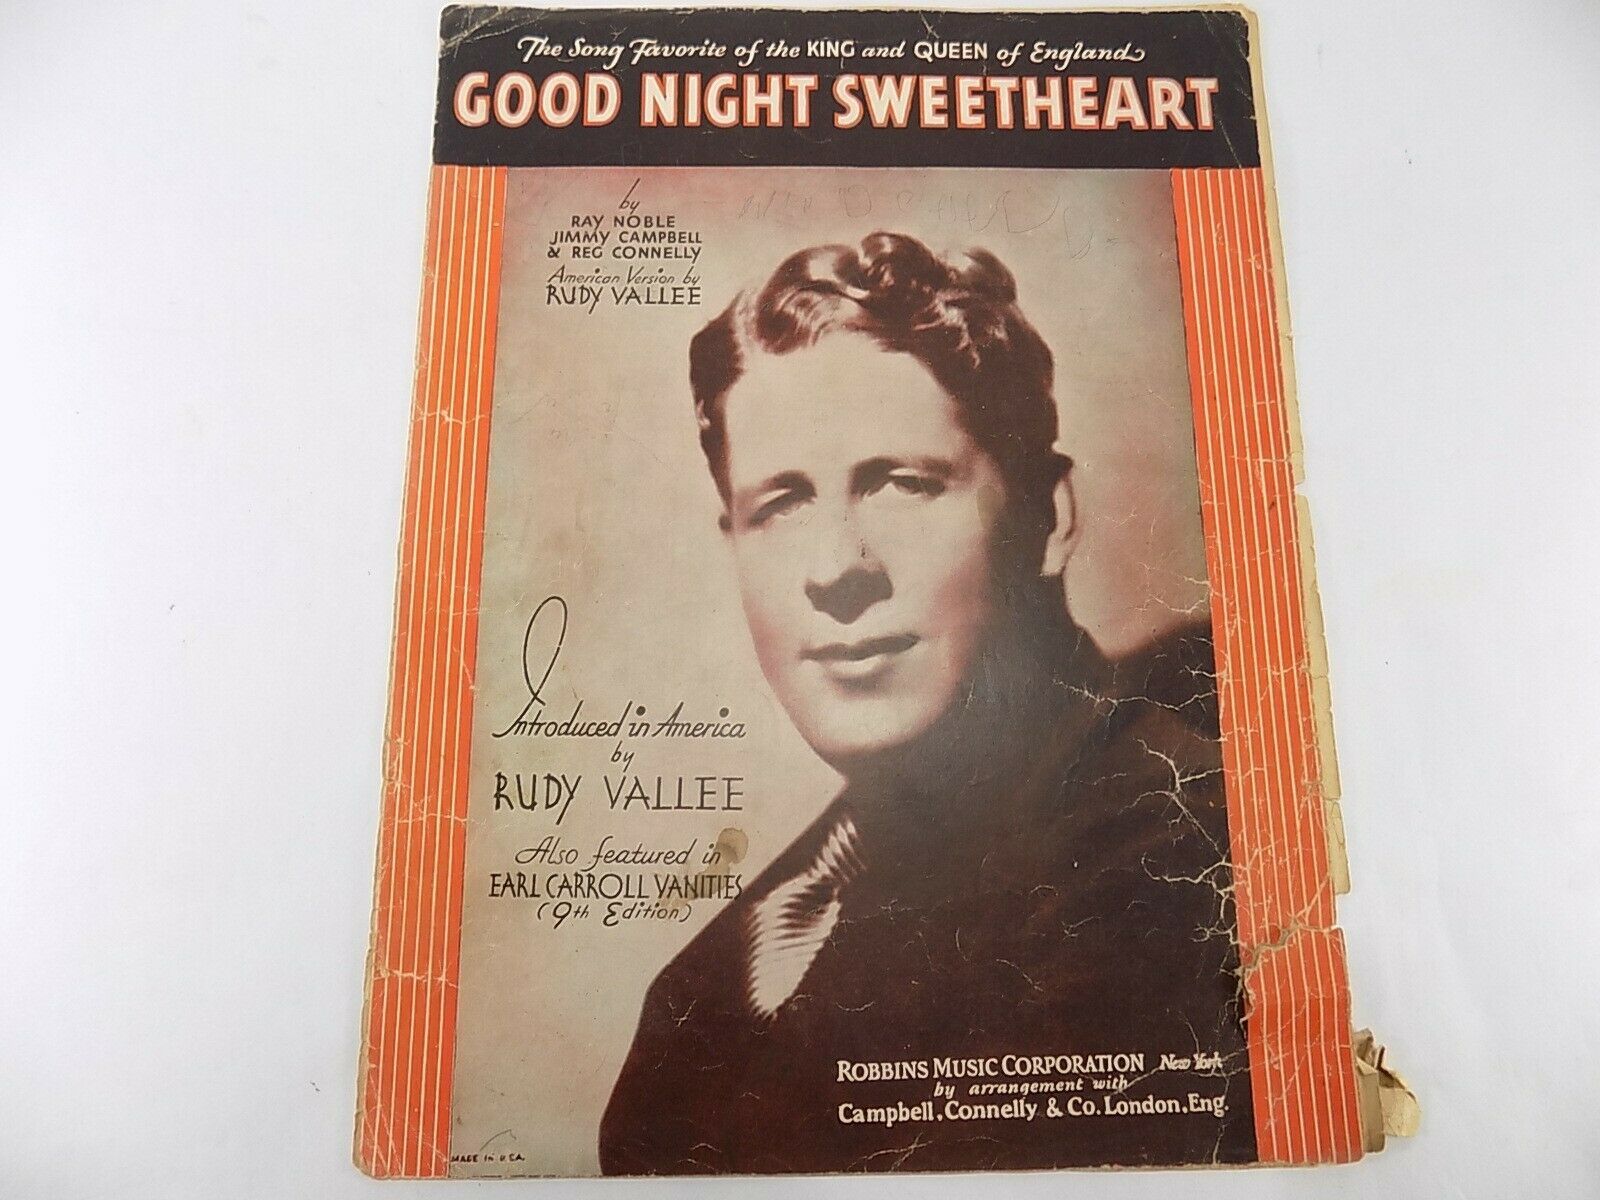 The Song Favorite of the KING and QUEEN of England
GOOD NIGHT SWEETHEART
by
RAY NOBLE
JIMMY CAMPBELL
& REG CONNELLY
American Version by
RUDY VALLEE
Introduced in America
by
RUDY VALLEE
Also featured in
EARL CARROLL VANITIES
(9th Edition)
ROBBINS MUSIC CORPORATION New York
by arrangement with
Campbell, Connelly & Co. London, Eng.
MADE in U.S.A.